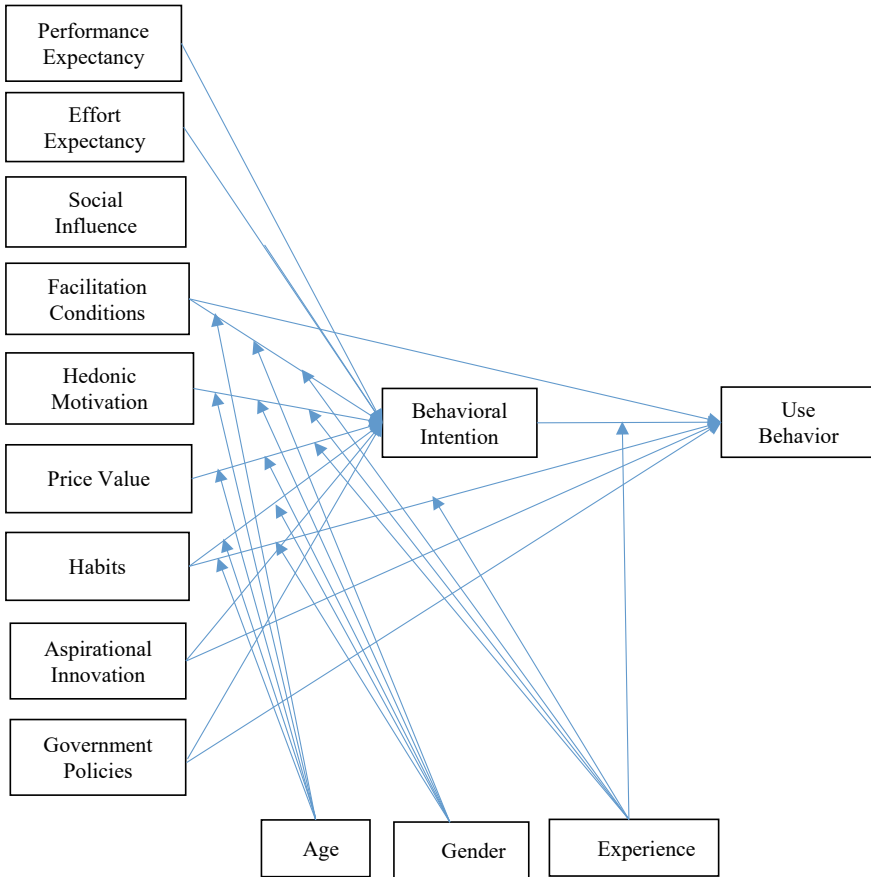 Performance
Expectancy
Effort
Expectancy
Social
Influence
Facilitation
Conditions
Hedonic
Motivation
Behavioral
Intention
Use
Behavior
Price Value
Habits
Aspirational
Innovation
Government
Policies
Age
Gender
Experience